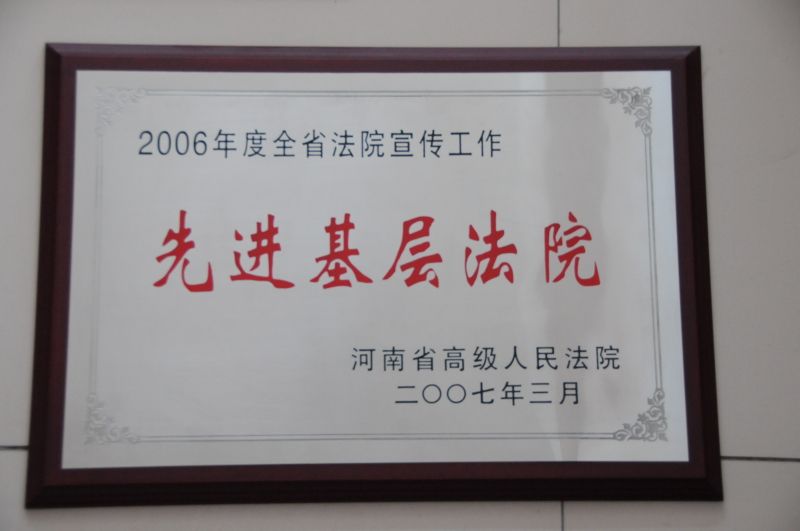 2006年度全省法院宣传工作
先进基层法院
河南省高级人民法院
二〇〇七年三月